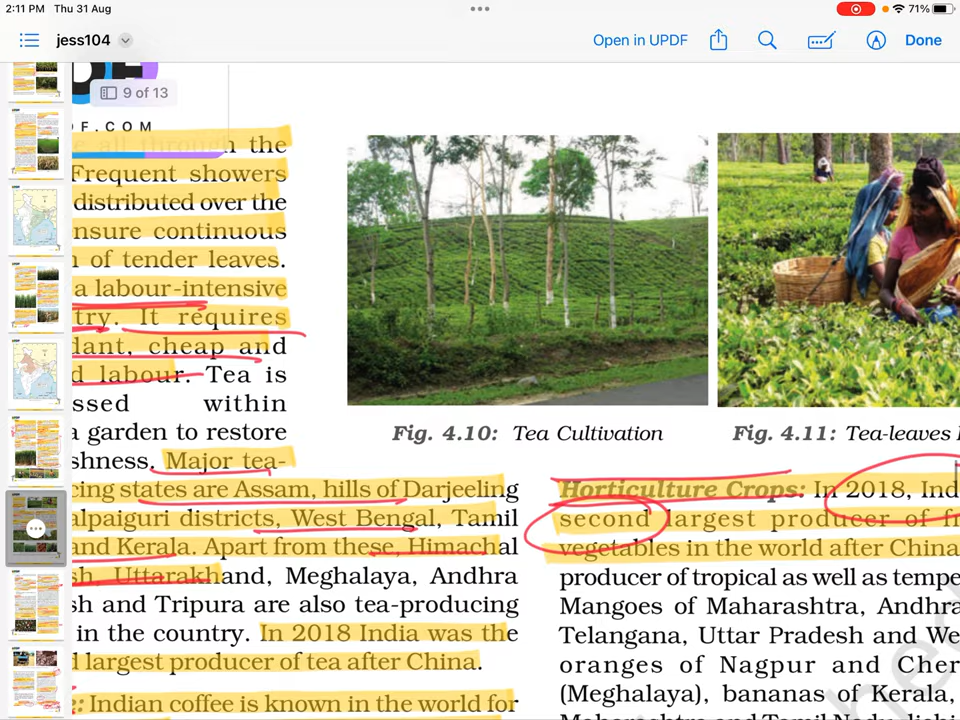 2:11 PM Thu 31 Aug
71%
jess104
Open in UPDF
Done
9 of 13
F.COM
all through the
Frequent showers
distributed over the
nsure continuous
of tender leaves.
a labour-intensive
try. It requires
dant, cheap and
d labour. Tea is
ssed within
a garden to restore
shness. Major tea-
cing states are Assam, hills of Darjeeling
alpaiguri districts, West Bengal, Tamil
and Kerala. Apart from these, Himachal
sh, Uttarakhand, Meghalaya, Andhra
sh and Tripura are also tea-producing
in the country. In 2018 India was the
d largest producer of tea after China.
: Indian coffee is known in the world for
Fig. 4.10: Tea Cultivation
Fig. 4.11: Tea-leaves
Horticulture Crops: In 2018, Ind
second largest producer of fr
vegetables in the world after China
producer of tropical as well as tempe
Mangoes of Maharashtra, Andhra
Telangana, Uttar Pradesh and We
oranges of Nagpur and Cher
(Meghalaya), bananas of Kerala,